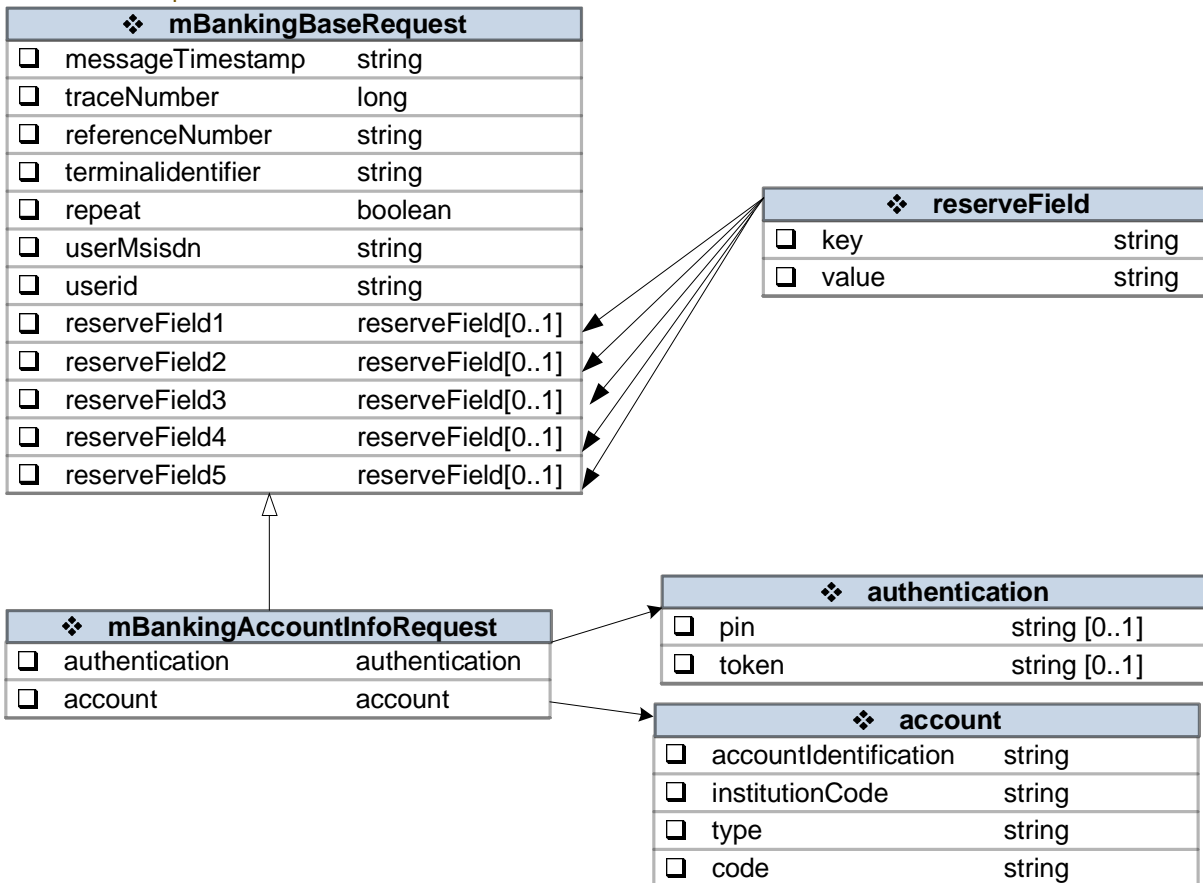 mBankingBaseRequest
messageTimestamp string
traceNumber long
referenceNumber string
terminalidentifier string
repeat boolean
userMsisdn string
userid string
reserveField1 reserveField[0..1]
reserveField2 reserveField[0..1]
reserveField3 reserveField[0..1]
reserveField4 reserveField[0..1]
reserveField5 reserveField[0..1]
reserveField
key string
value string
mBankingAccountInfoRequest
authentication authentication
account account
authentication
pin string [0..1]
token string [0..1]
account
accountIdentification string
institutionCode string
type string
code string